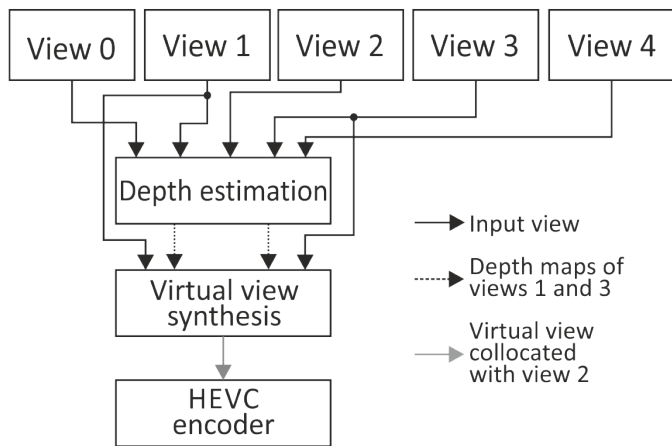 View 0
View 1
View 2
View 3
View 4
Depth estimation
Input view
Depth maps of
views 1 and 3
Virtual view
synthesis
Virtual view
collocated
with view 2
HEVC
encoder